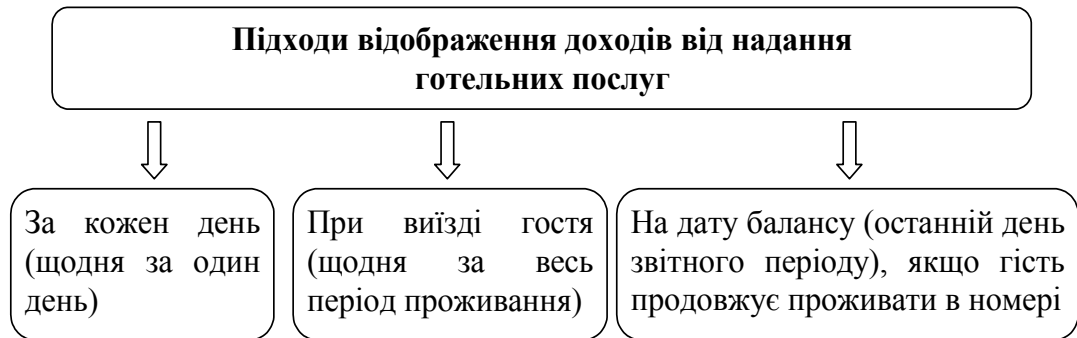 Підходи відображення доходів від надання
готельних послуг
За кожен день
(щодня за один
день)
При виїзді гостя
(щодня за весь
період проживання)
На дату балансу (останній день
звітного періоду), якщо гість
продовжує проживати в номері